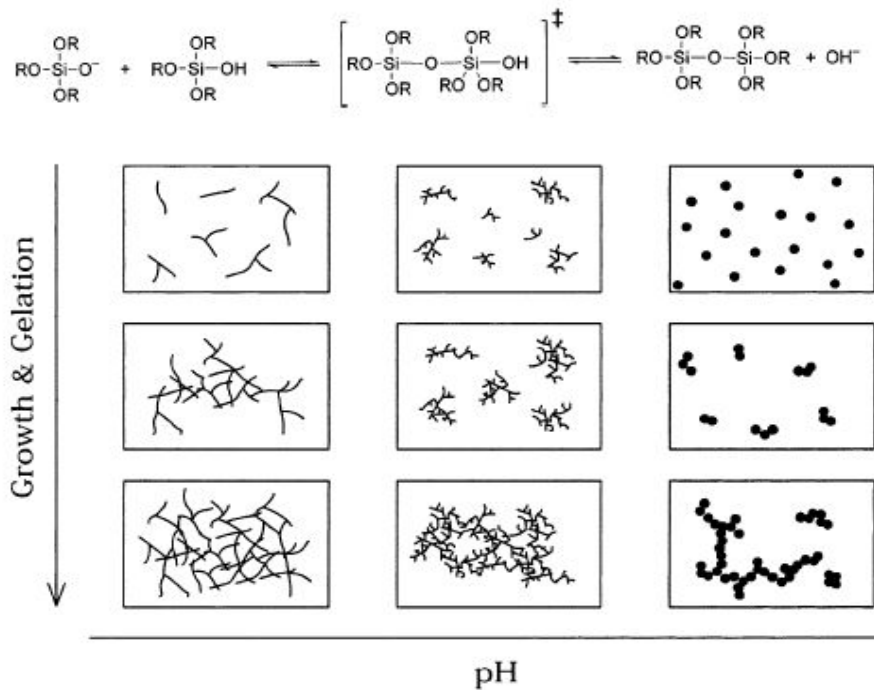 ‡
OR OR OR OR OR OR
RO-Si-O⁻ + RO-Si-OH ⇌ [RO-Si-O-Si-OH] ⇌ RO-Si-O-Si-OR + OH⁻
OR OR OR RO OR OR OR
Growth & Gelation
pH